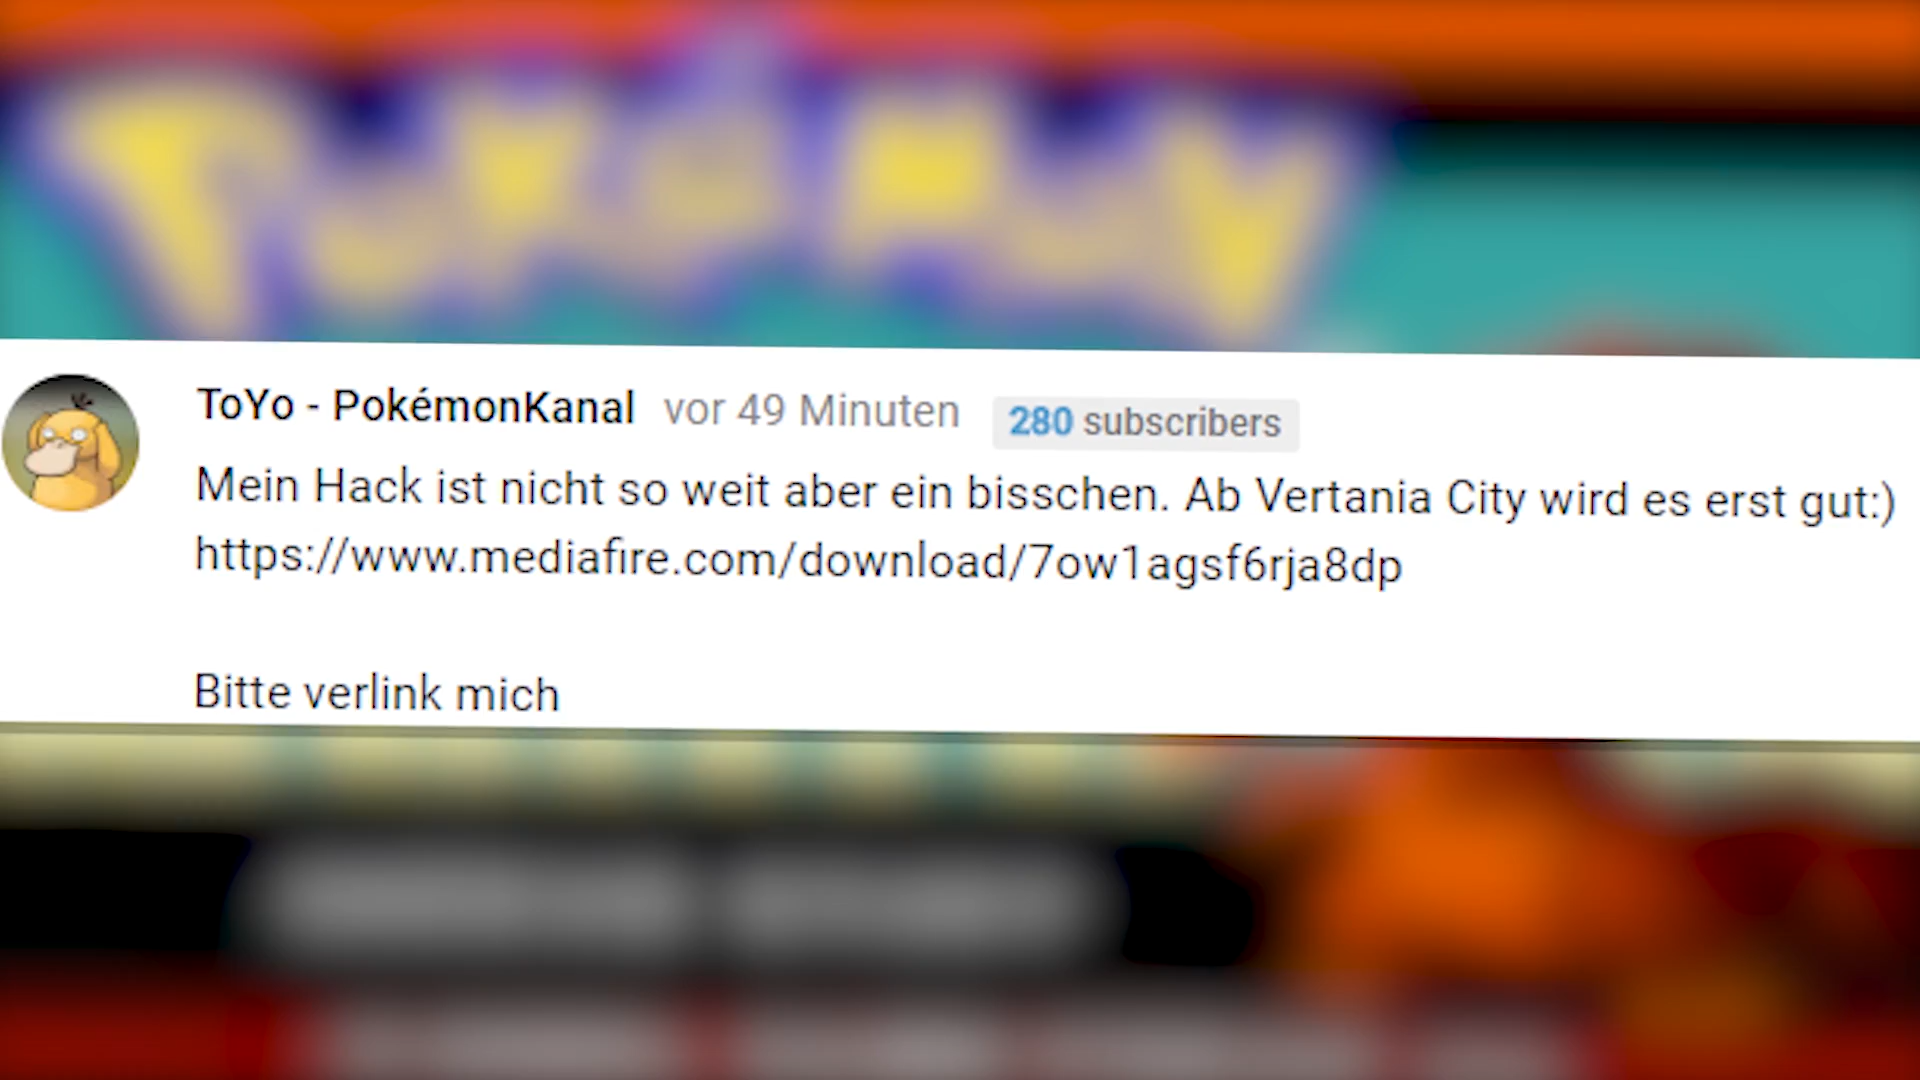 ToYo - PokémonKanal vor 49 Minuten 280 subscribers
Mein Hack ist nicht so weit aber ein bisschen. Ab Vertania City wird es erst gut:)
https://www.mediafire.com/download/7ow1agsf6rja8dp
Bitte verlink mich